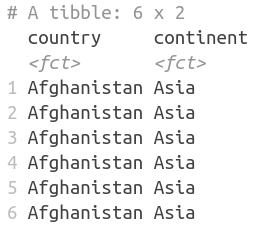 # A tibble: 6 x 2
country continent
<fct> <fct>
1 Afghanistan Asia
2 Afghanistan Asia
3 Afghanistan Asia
4 Afghanistan Asia
5 Afghanistan Asia
6 Afghanistan Asia